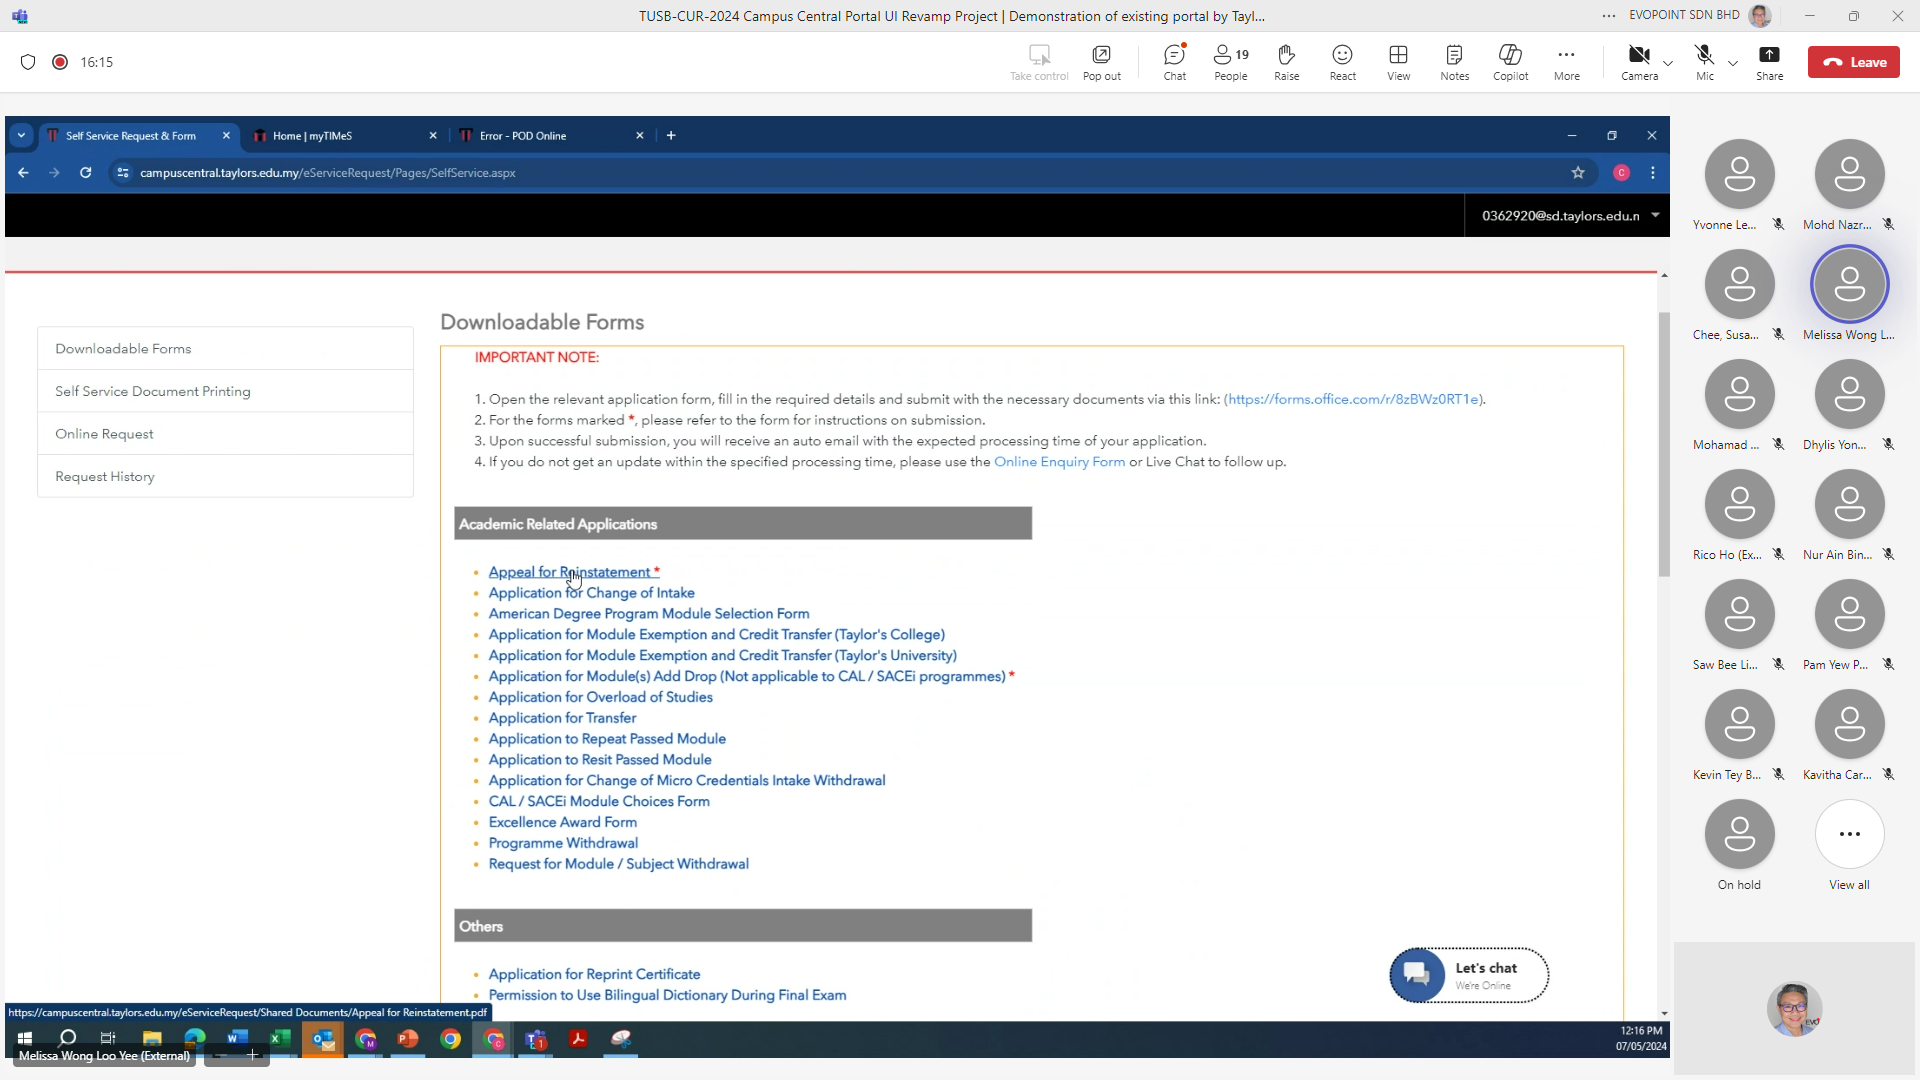 TUSB-CUR-2024 Campus Central Portal UI Revamp Project | Demonstration of existing portal by Tayl...
EVOPOINT SDN BHD
16:15
Take control
Pop out
Chat
19
People
Raise
React
View
Notes
Copilot
More
Camera
Mic
Share
Leave
Self Service Request & Form
Home | myTIMeS
Error - POD Online
campuscentral.taylors.edu.my/eServiceRequest/Pages/SelfService.aspx
C
0362920@sd.taylors.edu.n
Downloadable Forms
Self Service Document Printing
Online Request
Request History
Downloadable Forms
IMPORTANT NOTE:
1. Open the relevant application form, fill in the required details and submit with the necessary documents via this link: (https://forms.office.com/r/8zBWz0RT1e).
2. For the forms marked *, please refer to the form for instructions on submission.
3. Upon successful submission, you will receive an auto email with the expected processing time of your application.
4. If you do not get an update within the specified processing time, please use the Online Enquiry Form or Live Chat to follow up.
Academic Related Applications
Appeal for Reinstatement *
Application for Change of Intake
American Degree Program Module Selection Form
Application for Module Exemption and Credit Transfer (Taylor's College)
Application for Module Exemption and Credit Transfer (Taylor's University)
Application for Module(s) Add Drop (Not applicable to CAL / SACEi programmes) *
Application for Overload of Studies
Application for Transfer
Application to Repeat Passed Module
Application to Resit Passed Module
Application for Change of Micro Credentials Intake Withdrawal
CAL / SACEi Module Choices Form
Excellence Award Form
Programme Withdrawal
Request for Module / Subject Withdrawal
Others
Application for Reprint Certificate
Permission to Use Bilingual Dictionary During Final Exam
Let's chat
We're Online
https://campuscentral.taylors.edu.my/eServiceRequest/Shared Documents/Appeal for Reinstatement.pdf
12:16 PM
07/05/2024
Melissa Wong Loo Yee (External)
Yvonne Le...
Mohd Nazr...
Chee, Susa...
Melissa Wong L...
Mohamad ...
Dhylis Yon...
Rico Ho (Ex...
Nur Ain Bin...
Saw Bee Li...
Pam Yew P...
Kevin Tey B...
Kavitha Car...
On hold
View all